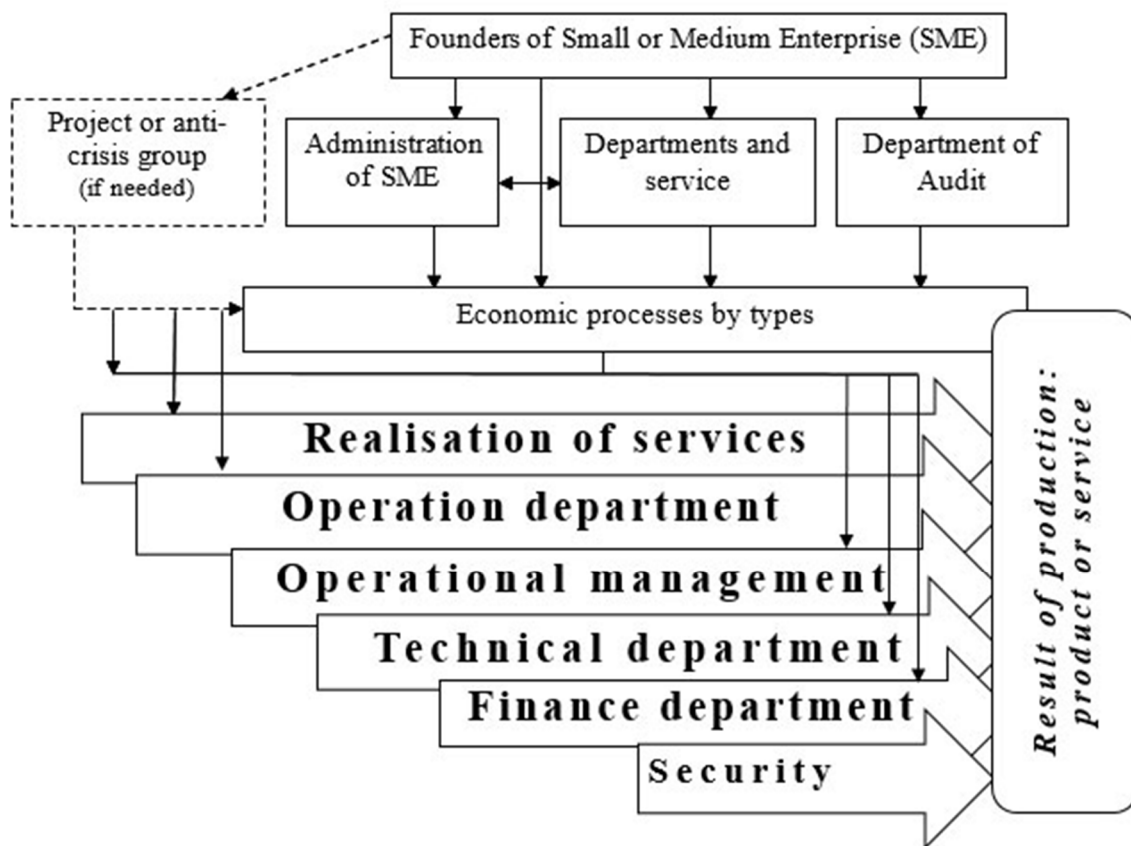 Founders of Small or Medium Enterprise (SME)
Project or anti-
crisis group
(if needed)
Administration
of SME
Departments and
service
Department of
Audit
Economic processes by types
Realisation of services
Operation department
Operational management
Technical department
Finance department
Security
Result of production:
product or service